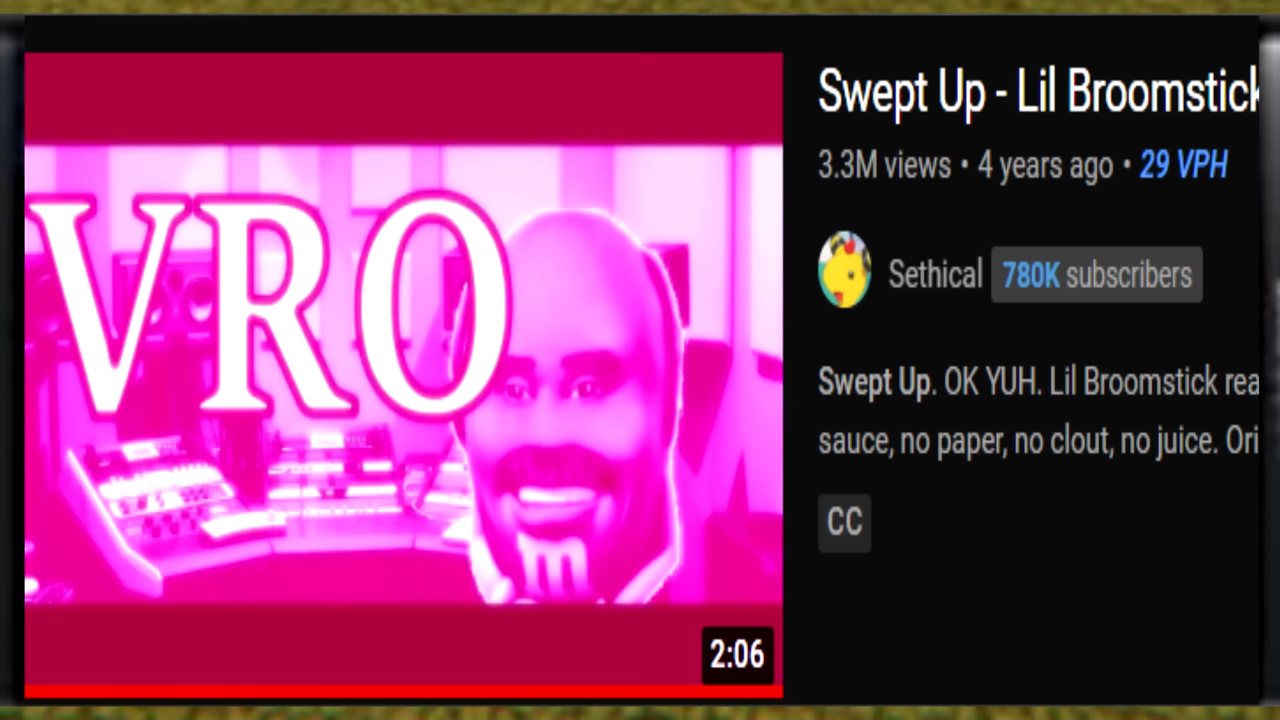 VRO
2:06
Swept Up - Lil Broomstick
3.3M views • 4 years ago • 29 VPH
Sethical 780K subscribers
Swept Up. OK YUH. Lil Broomstick rea
sauce, no paper, no clout, no juice. Ori
CC